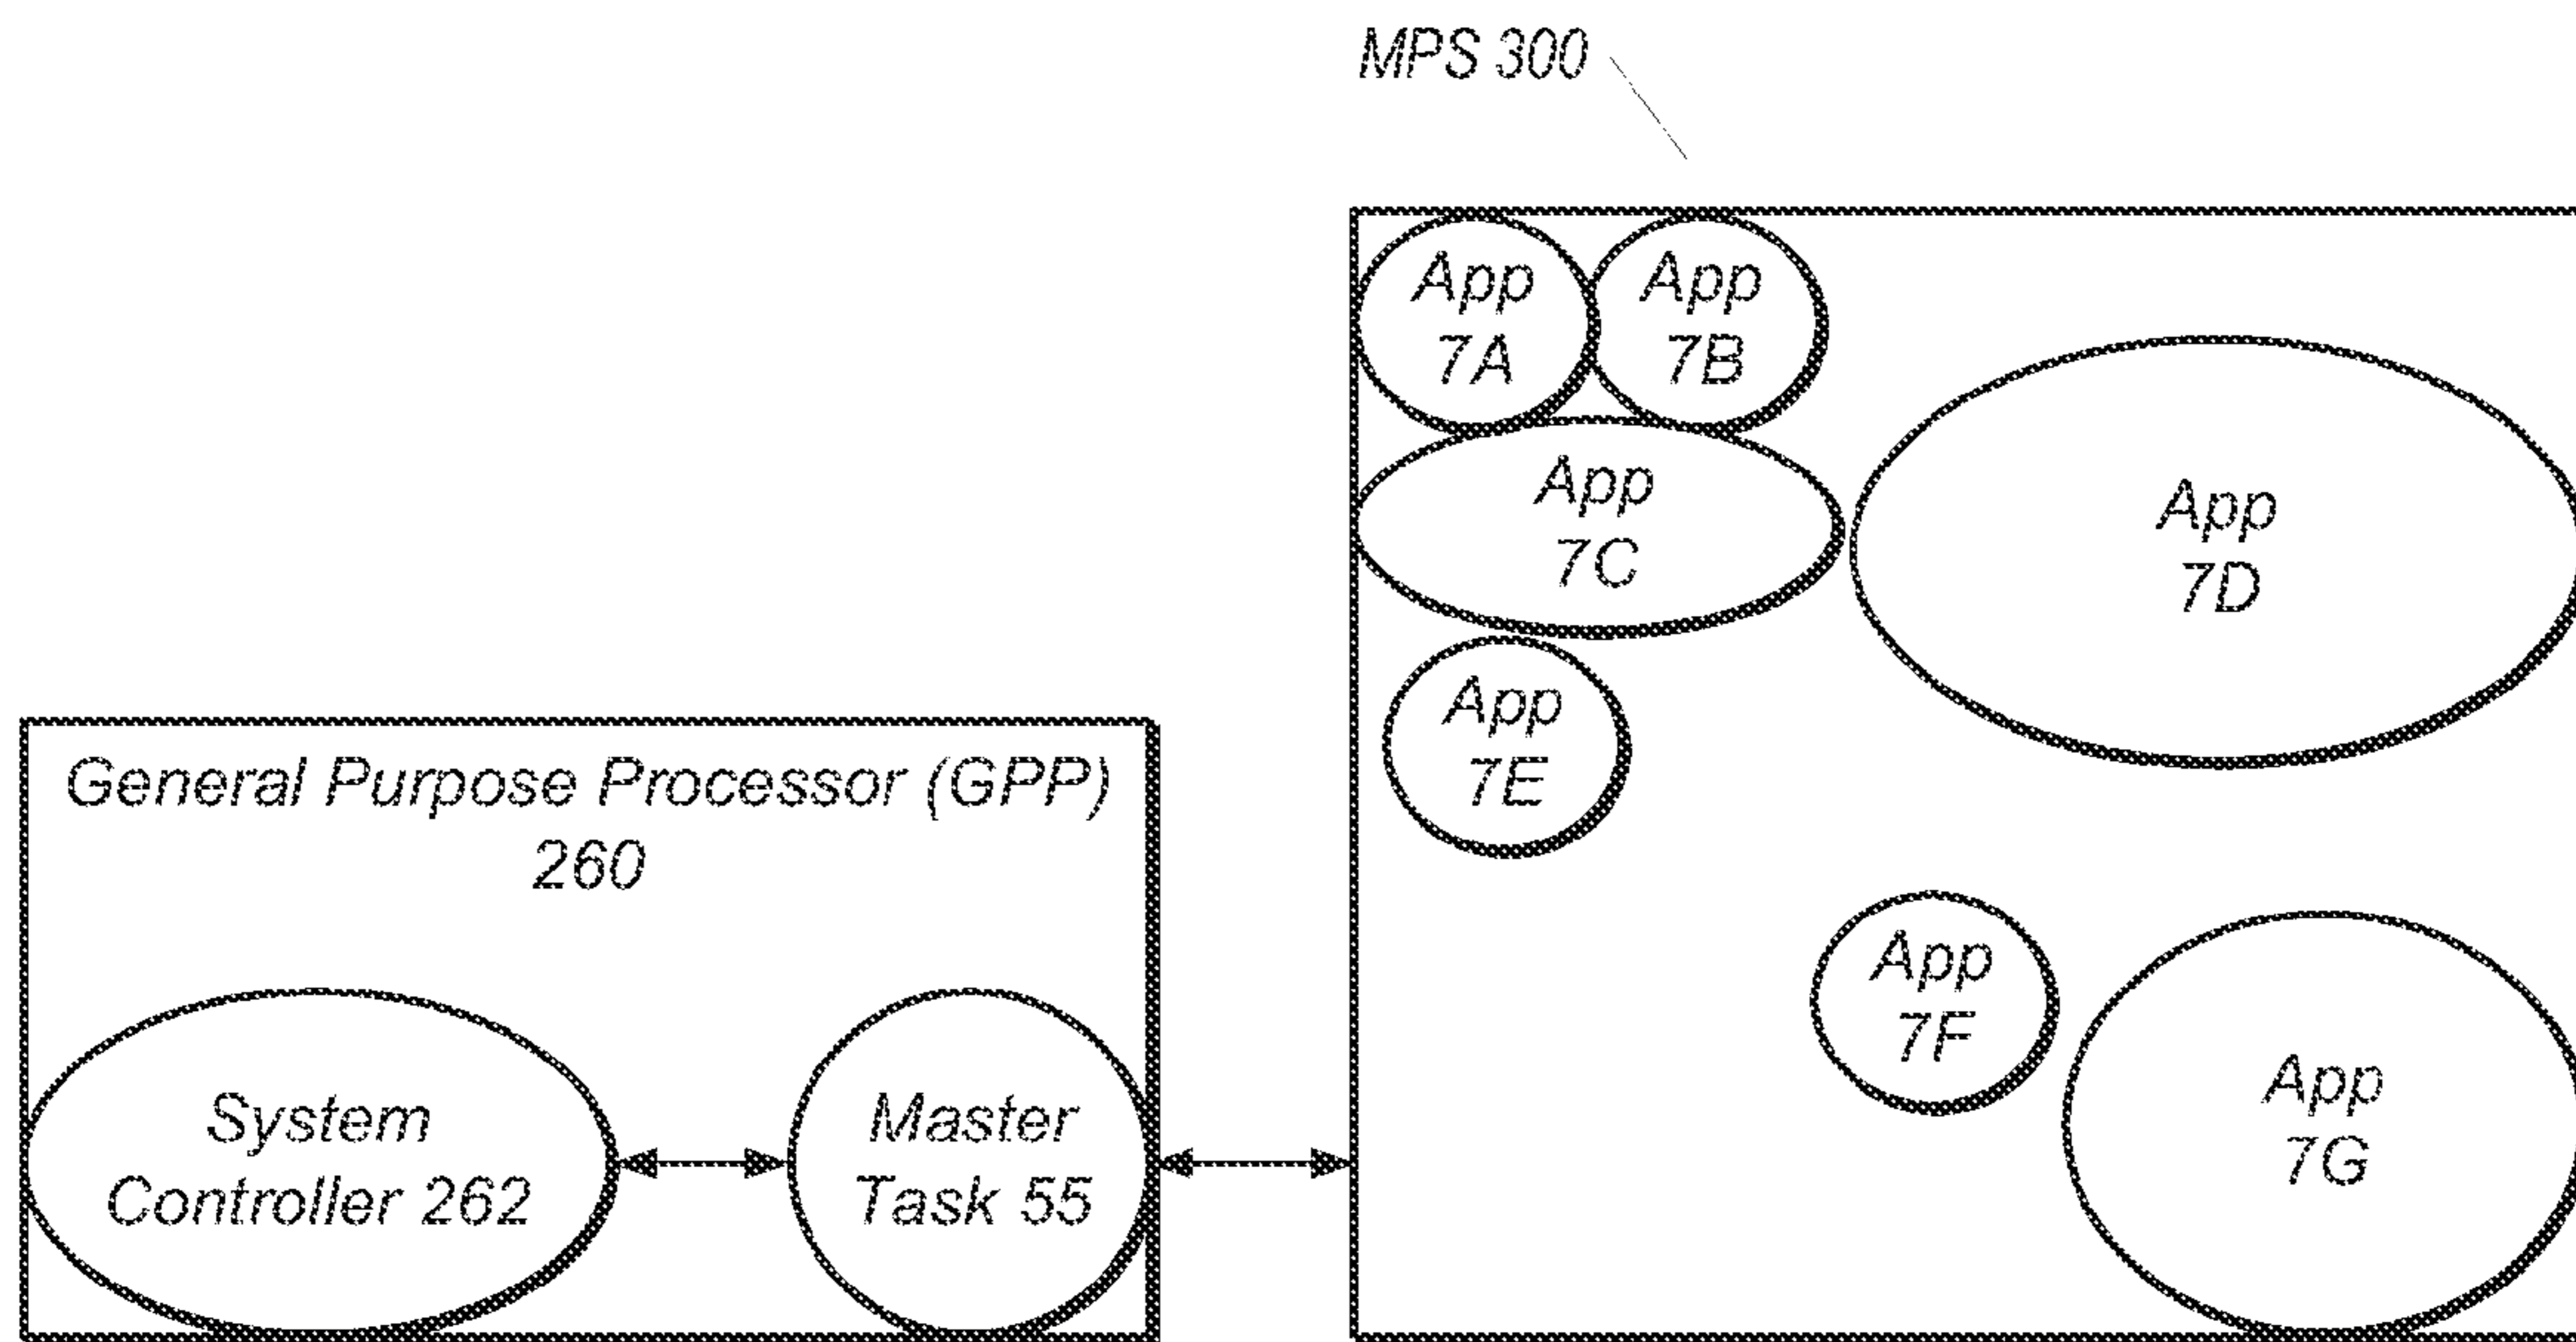 MPS 300
App
7A
App
7B
App
7C
App
7D
App
7E
General Purpose Processor (GPP)
260
App
7F
App
7G
System
Controller 262
Master
Task 55